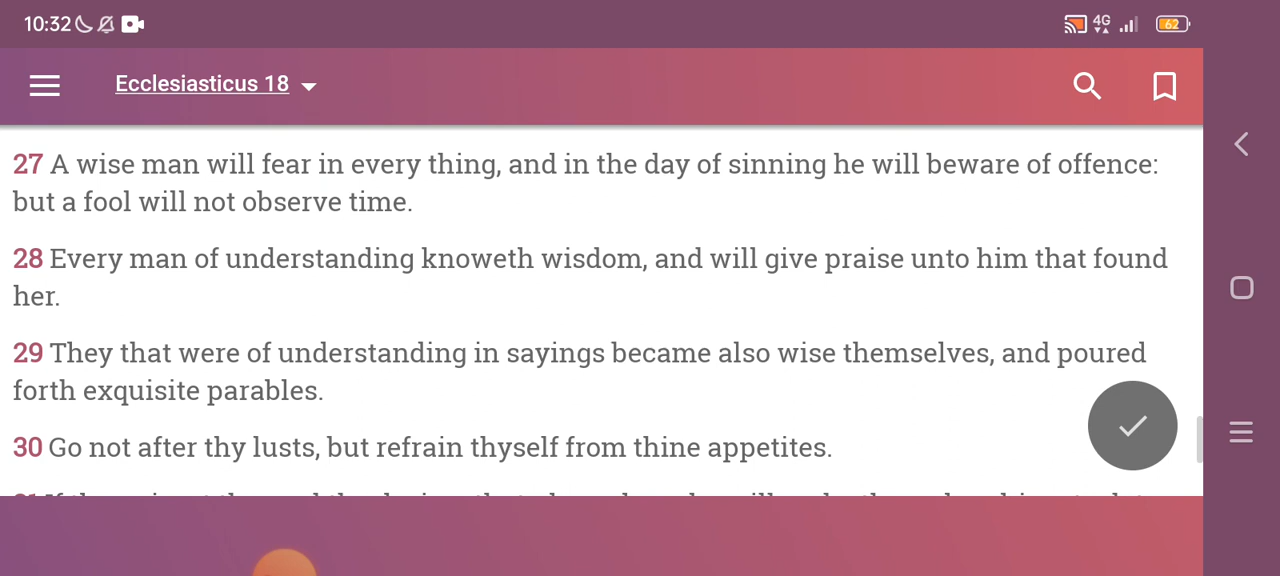 10:32
4G
62
Ecclesiasticus 18
27 A wise man will fear in every thing, and in the day of sinning he will beware of offence:
but a fool will not observe time.
28 Every man of understanding knoweth wisdom, and will give praise unto him that found
her.
29 They that were of understanding in sayings became also wise themselves, and poured
forth exquisite parables.
30 Go not after thy lusts, but refrain thyself from thine appetites.